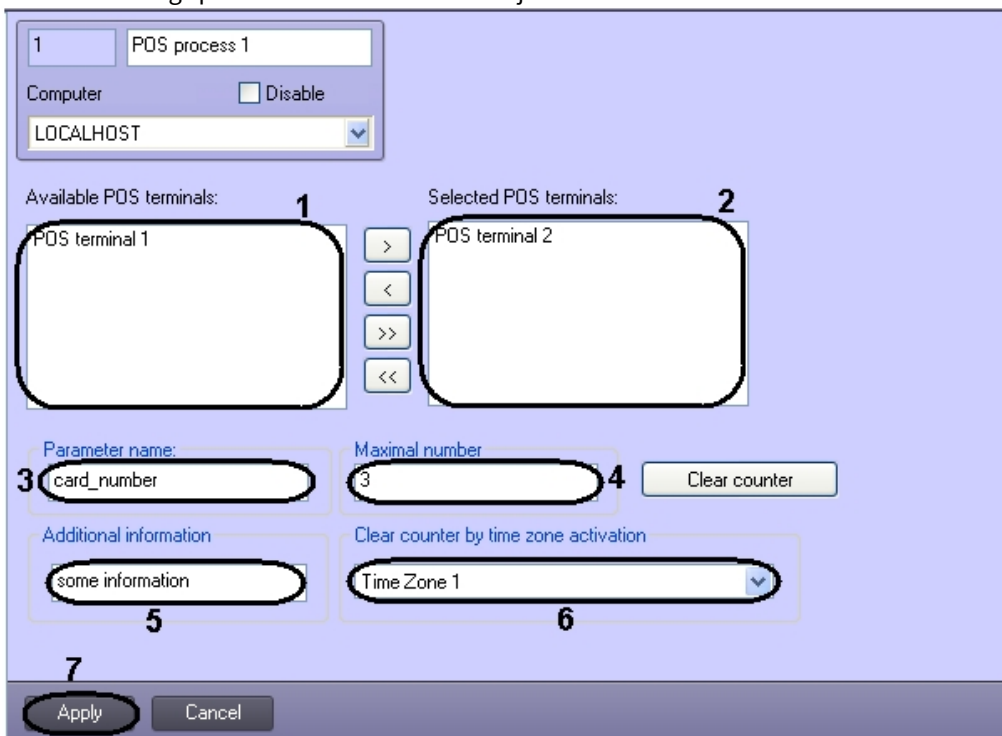 1 POS process 1
Computer Disable
LOCALHOST
Available POS terminals: 1 Selected POS terminals: 2
POS terminal 1 > POS terminal 2
<
>>
<<
Parameter name: Maximal number
3 card_number 3 4 Clear counter
Additional information Clear counter by time zone activation
some information Time Zone 1
5 6
7
Apply Cancel